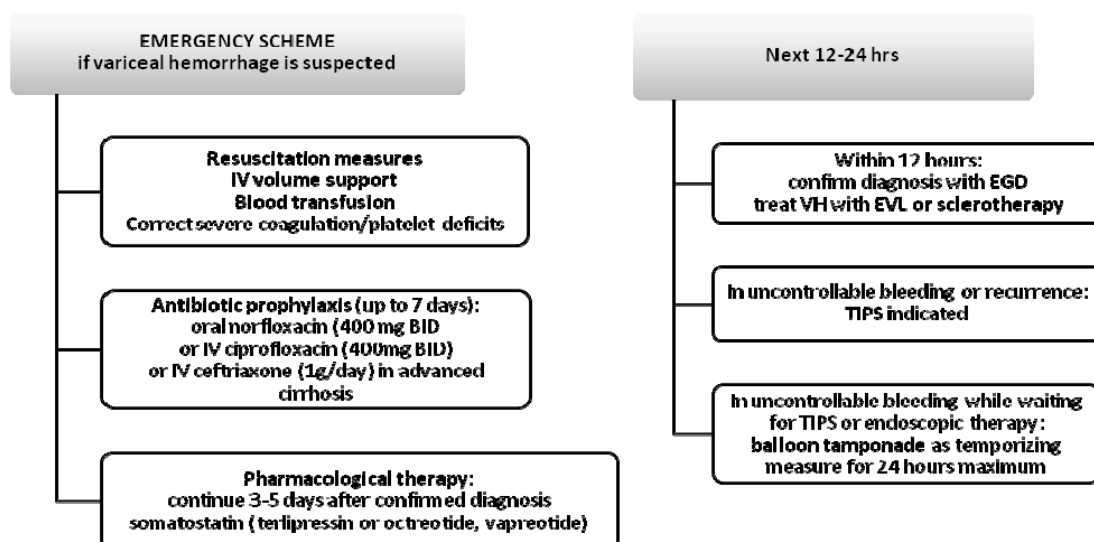 EMERGENCY SCHEME
if variceal hemorrhage is suspected
Resuscitation measures
IV volume support
Blood transfusion
Correct severe coagulation/platelet deficits
Antibiotic prophylaxis (up to 7 days):
oral norfloxacin (400 mg BID
or IV ciprofloxacin (400mg BID)
or IV ceftriaxone (1g/day) in advanced
cirrhosis
Pharmacological therapy:
continue 3-5 days after confirmed diagnosis
somatostatin (terlipressin or octreotide, vapreotide)
Next 12-24 hrs
Within 12 hours:
confirm diagnosis with EGD
treat VH with EVL or sclerotherapy
In uncontrollable bleeding or recurrence:
TIPS indicated
In uncontrollable bleeding while waiting
for TIPS or endoscopic therapy:
balloon tamponade as temporizing
measure for 24 hours maximum